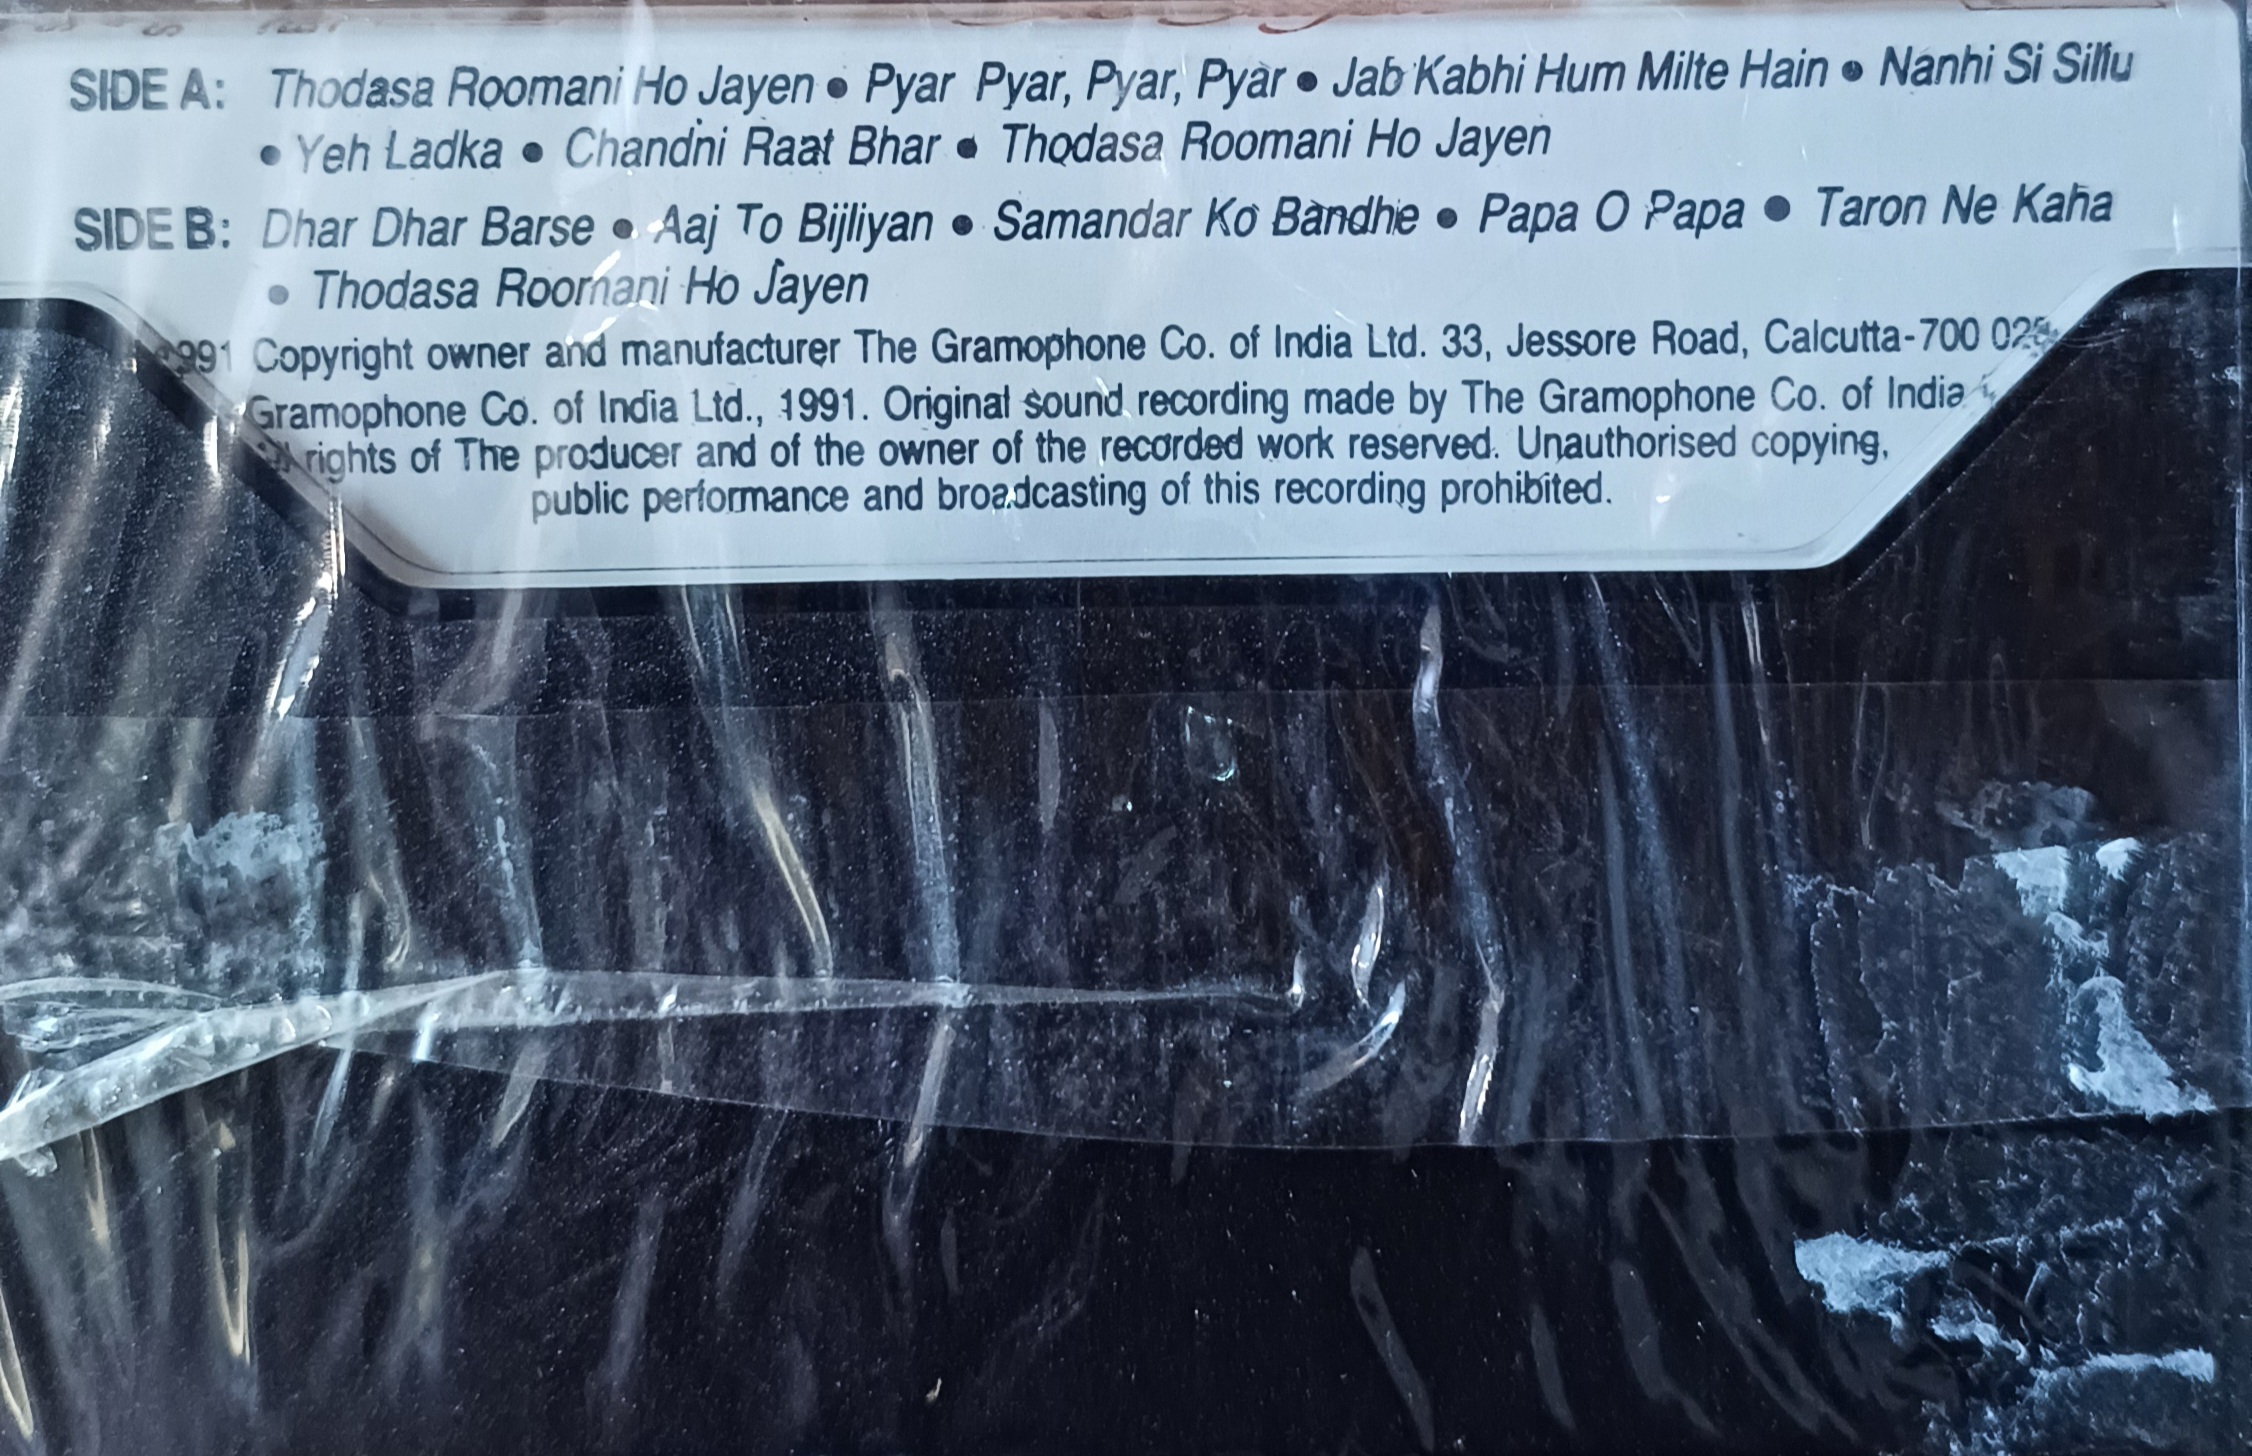 SIDE A: Thodasa Roomani Ho Jayen • Pyar Pyar, Pyar, Pyar • Jab Kabhi Hum Milte Hain • Nanhi Si
• Yeh Ladka • Chandni Raat Bhar • Thodasa Roomani Ho Jayen
SIDE B: Dhar Dhar Barse • Aaj To Bijliyan • Samandar Ko Bandhe • Papa O Papa • Taron Ne Kaha
• Thodasa Roomani Ho Jayen
Copyright owner and manufacturer The Gramophone Co. of India Ltd. 33, Jessore Road, Calcutta-700
Gramophone Co. of India Ltd., 1991. Original sound recording made by The Gramophone Co. of India
rights of The producer and of the owner of the recorded work reserved. Unauthorised copying,
public performance and broadcasting of this recording prohibited.